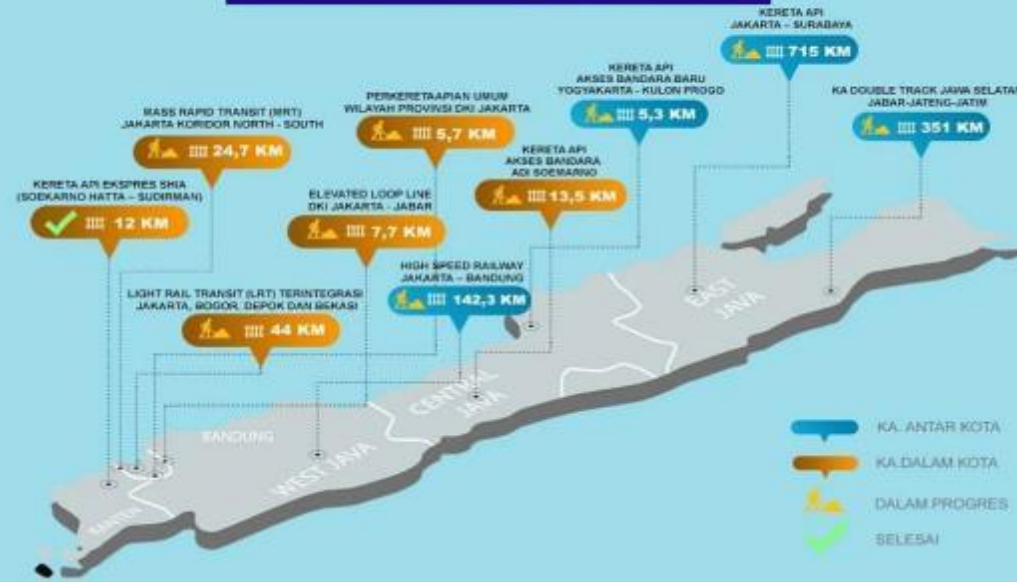 KERETA API
JAKARTA – SURABAYA
715 KM
KERETA API
AKSES BANDARA BARU
YOGYAKARTA - KULON PROGO
5,3 KM
KA DOUBLE TRACK JAWA SELATAN
JABAR-JATENG-JATIM
351 KM
PERKERETAAPIAN UMUM
WILAYAH PROVINSI DKI JAKARTA
5,7 KM
MASS RAPID TRANSIT (MRT)
JAKARTA KORIDOR NORTH - SOUTH
24,7 KM
KERETA API
AKSES BANDARA
ADI SOEMARNO
13,5 KM
KERETA API EKSPRES SHIA
(SOEKARNO HATTA – SUDIRMAN)
12 KM
ELEVATED LOOP LINE
DKI JAKARTA - JABAR
7,7 KM
HIGH SPEED RAILWAY
JAKARTA – BANDUNG
142,3 KM
LIGHT RAIL TRANSIT (LRT) TERINTEGRASI
JAKARTA, BOGOR, DEPOK DAN BEKASI
44 KM
EAST
JAVA
CENTRAL
JAVA
BANDUNG
WEST JAVA
BANTEN
KA. ANTAR KOTA
KA.DALAM KOTA
DALAM PROGRES
SELESAI